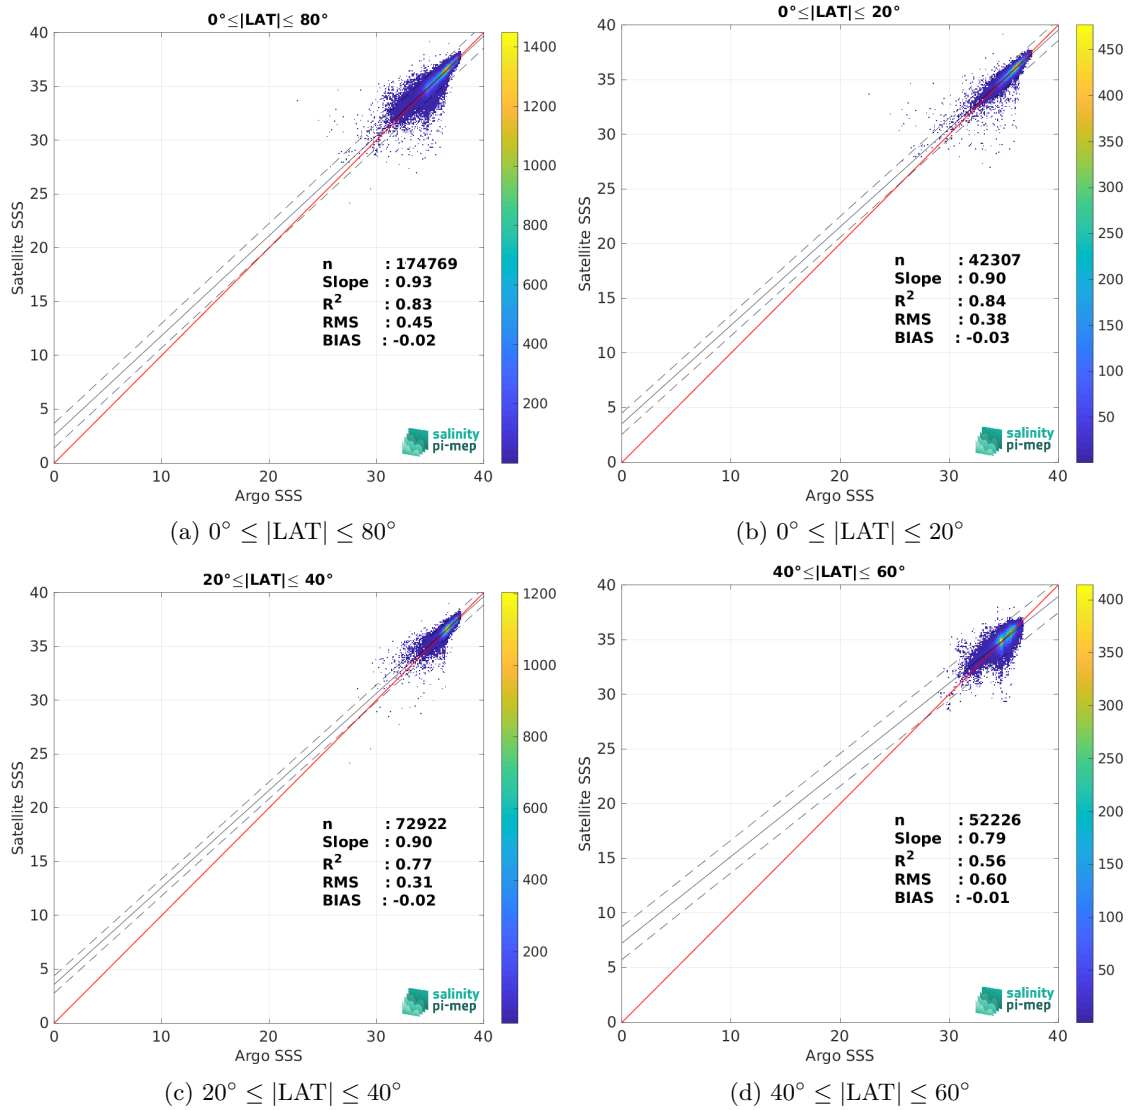 0°≤|LAT|≤ 80°
40
35
30
25
20
15
10
5
0
Satellite SSS
0
10
20
30
40
Argo SSS
n : 174769
Slope : 0.93
R² : 0.83
RMS : 0.45
BIAS : -0.02
salinity
pi-mep
1400
1200
1000
800
600
400
200
(a) 0° ≤ |LAT| ≤ 80°
0°≤|LAT|≤ 20°
40
35
30
25
20
15
10
5
0
Satellite SSS
0
10
20
30
40
Argo SSS
n : 42307
Slope : 0.90
R² : 0.84
RMS : 0.38
BIAS : -0.03
salinity
pi-mep
450
400
350
300
250
200
150
100
50
(b) 0° ≤ |LAT| ≤ 20°
20°≤|LAT|≤ 40°
40
35
30
25
20
15
10
5
0
Satellite SSS
0
10
20
30
40
Argo SSS
n : 72922
Slope : 0.90
R² : 0.77
RMS : 0.31
BIAS : -0.02
salinity
pi-mep
1200
1000
800
600
400
200
(c) 20° ≤ |LAT| ≤ 40°
40°≤|LAT|≤ 60°
40
35
30
25
20
15
10
5
0
Satellite SSS
0
10
20
30
40
Argo SSS
n : 52226
Slope : 0.79
R² : 0.56
RMS : 0.60
BIAS : -0.01
salinity
pi-mep
400
350
300
250
200
150
100
50
(d) 40° ≤ |LAT| ≤ 60°